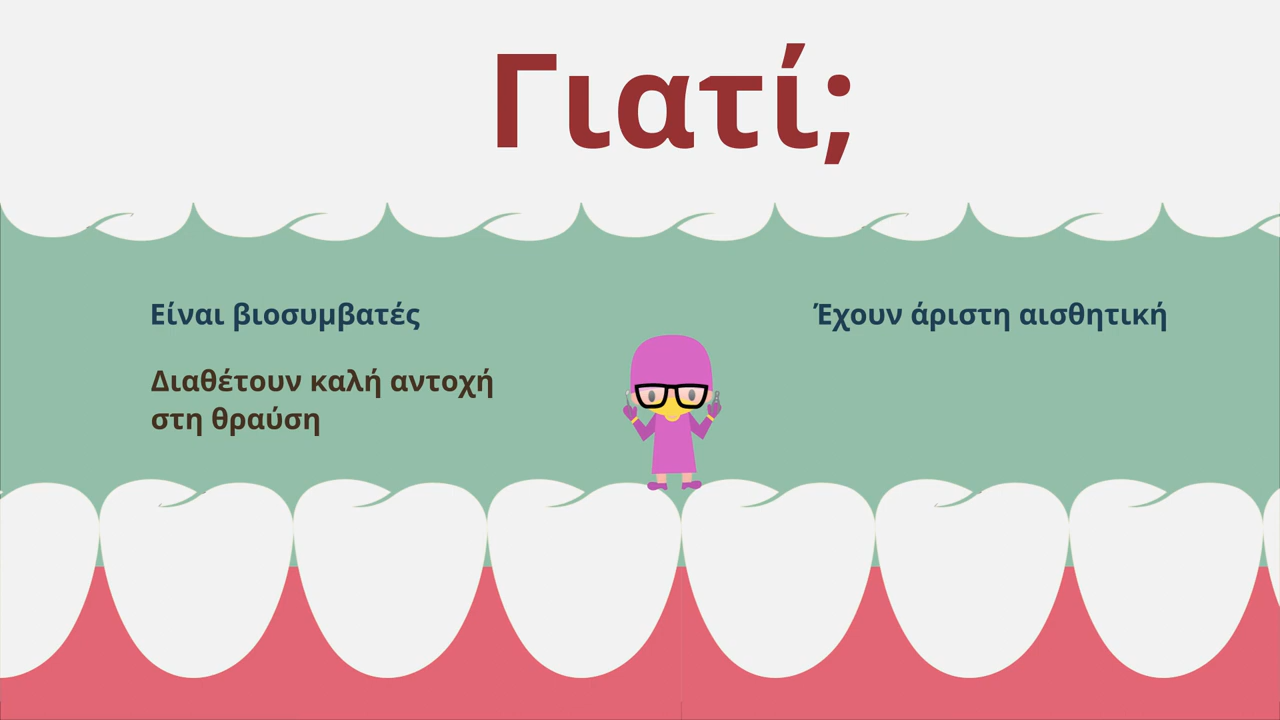 Γιατί;
Είναι βιοσυμβατές
Έχουν άριστη αισθητική
Διαθέτουν καλή αντοχή
στη θραύση